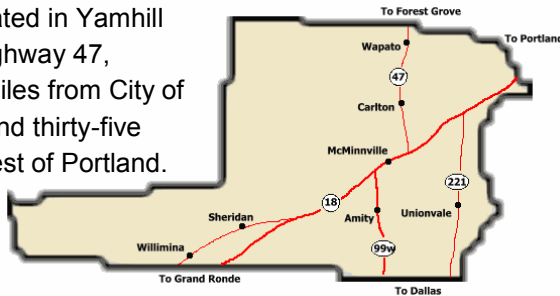 ated in Yamhill
ghway 47,
iles from City of
nd thirty-five
est of Portland.
To Forest Grove
To Portland
Wapato
47
Carlton
McMinnville
221
18
Sheridan
Amity
Unionvale
Willimina
99w
To Grand Ronde
To Dallas